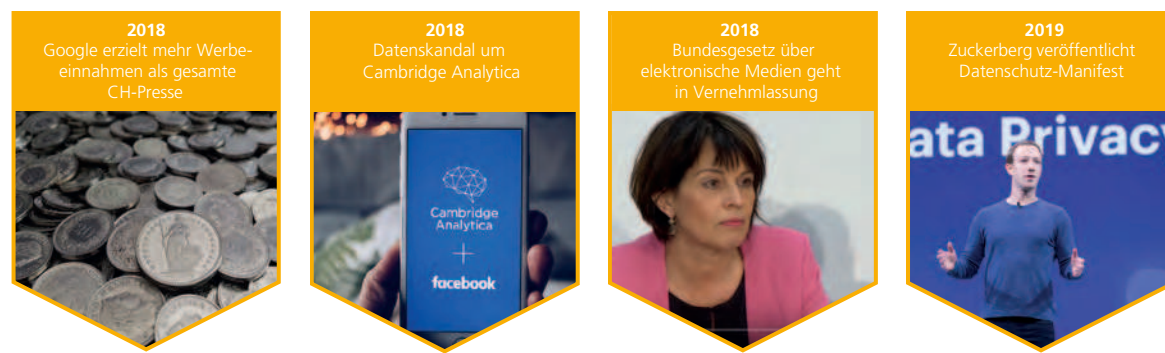 2018
Google erzielt mehr Werbe-
einnahmen als gesamte
CH-Presse
2018
Datenskandal um
Cambridge Analytica
Cambridge
Analytica
+
facebook
2018
Bundesgesetz über
elektronische Medien geht
in Vernehmlassung
2019
Zuckerberg veröffentlicht
Datenschutz-Manifest
ata Privac